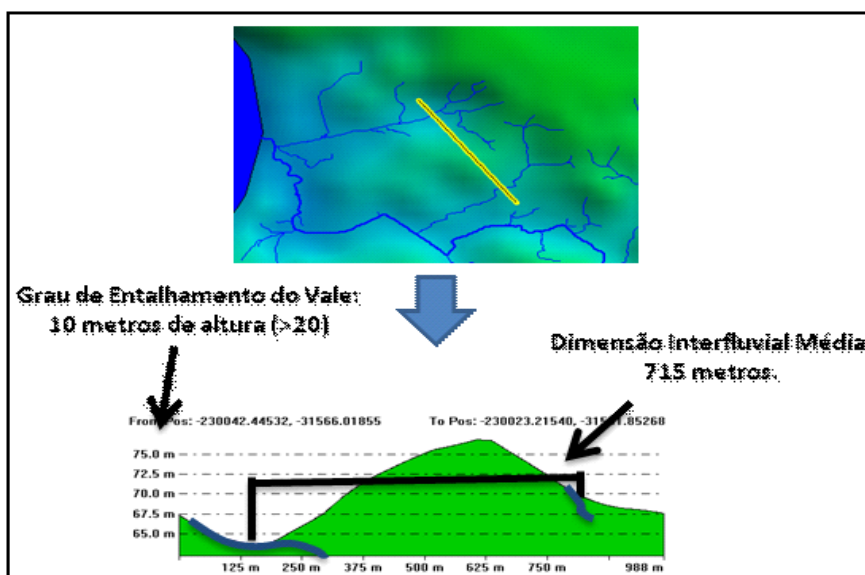 Grau de Entalhamento do Vale:
10 metros de altura (>20)
Dimensão Interfluvial Média
715 metros.
From Pos: -230042.44532, -31566.01855
To Pos: -230023.21540,
75.0 m
72.5 m
70.0 m
67.5 m
65.0 m
125 m 250 m 375 m 500 m 625 m 750 m 988 m